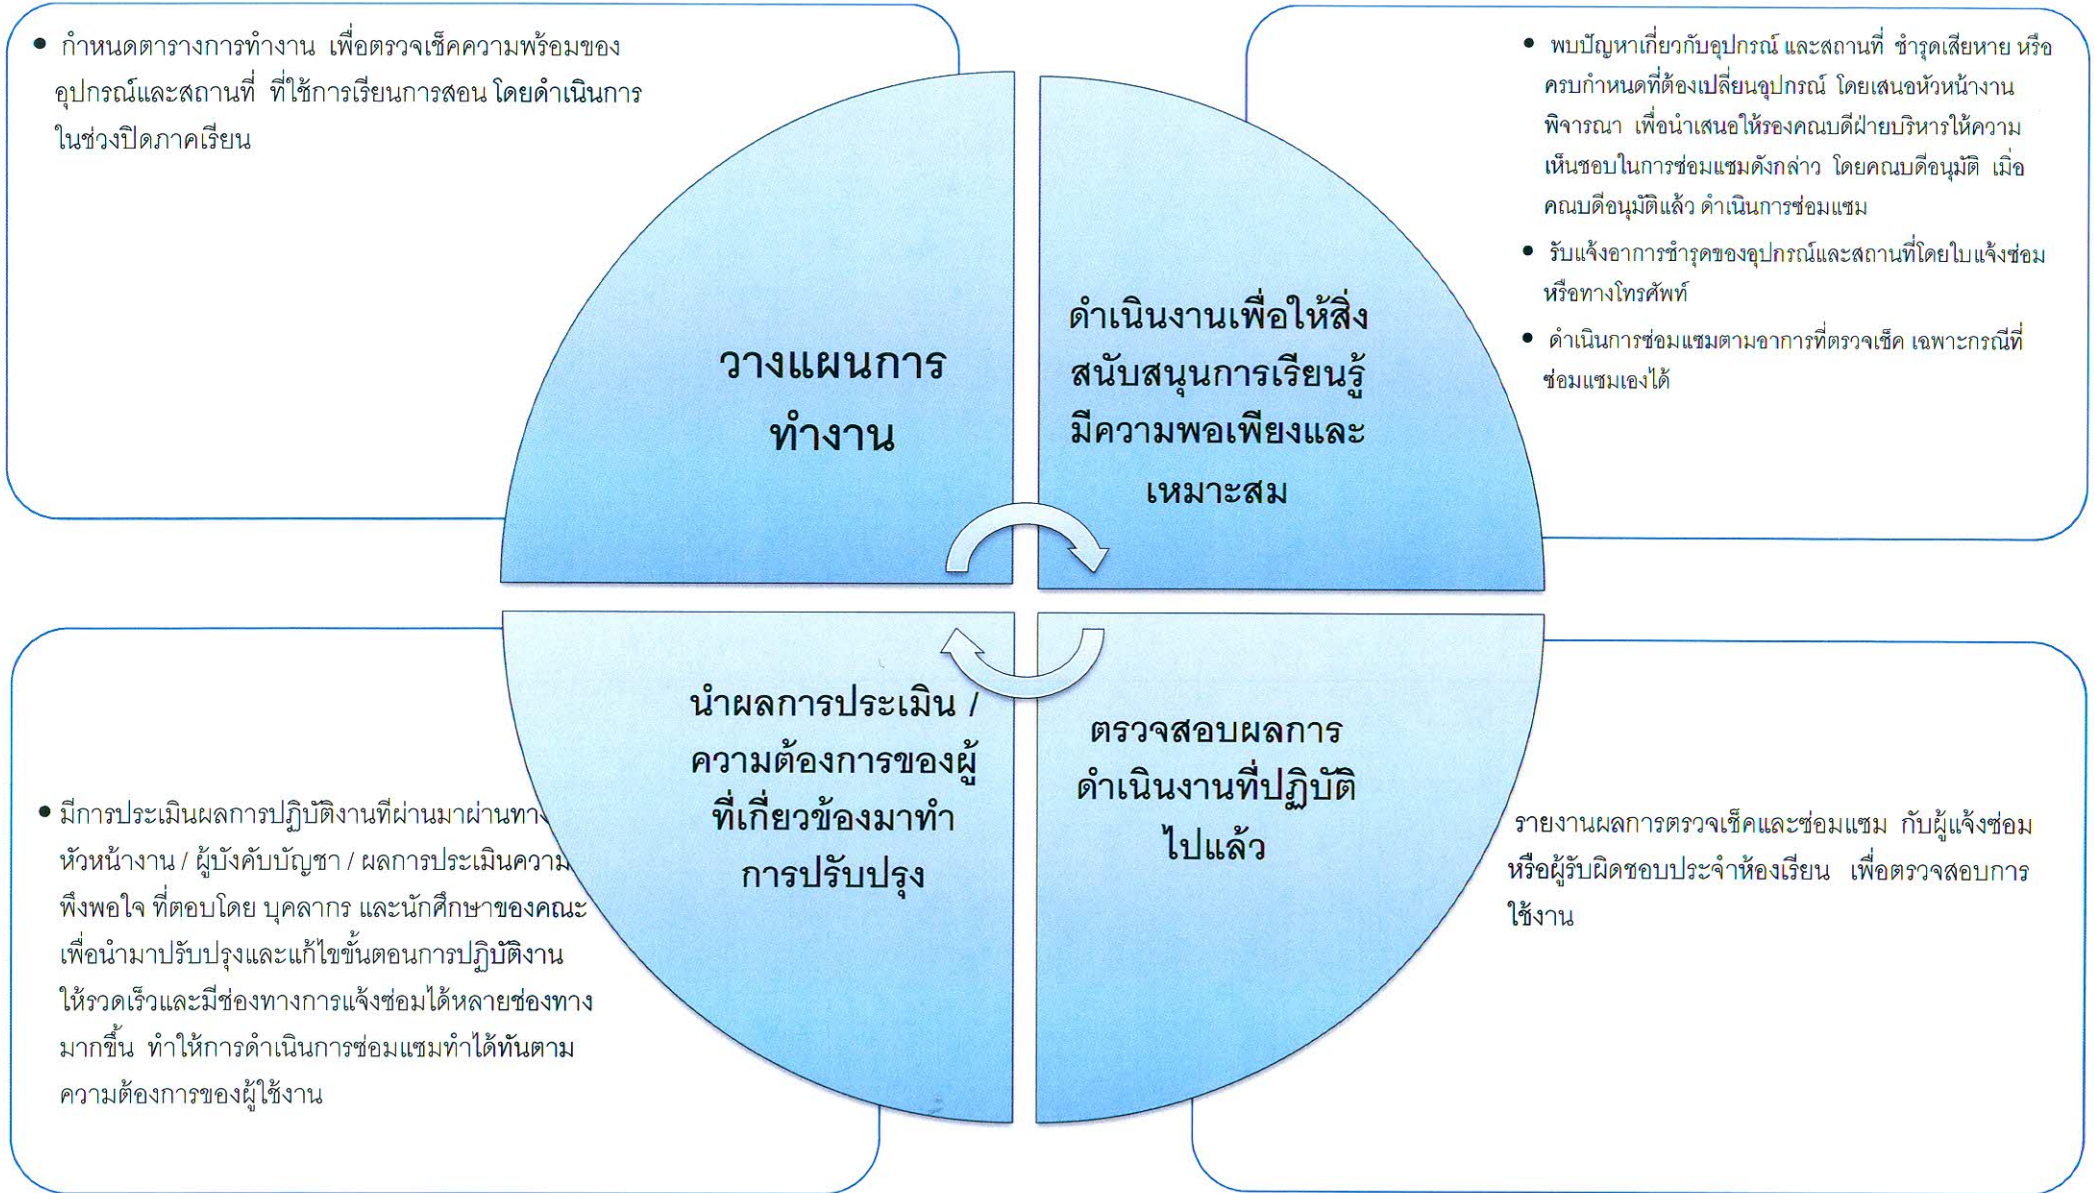 • กำหนดตารางการทำงาน เพื่อตรวจเช็คความพร้อมของ
อุปกรณ์และสถานที่ ที่ใช้การเรียนการสอน โดยดำเนินการ
ในช่วงปิดภาคเรียน
วางแผนการ
ทำงาน
ดำเนินงานเพื่อให้สิ่ง
สนับสนุนการเรียนรู้
มีความพอเพียงและ
เหมาะสม
• พบปัญหาเกี่ยวกับอุปกรณ์ และสถานที่ ชำรุดเสียหาย หรือ
ครบกำหนดที่ต้องเปลี่ยนอุปกรณ์ โดยเสนอหัวหน้างาน
พิจารณา เพื่อนำเสนอให้รองคณบดีฝ่ายบริหารให้ความ
เห็นชอบในการซ่อมแซมดังกล่าว โดยคณบดีอนุมัติ เมื่อ
คณบดีอนุมัติแล้ว ดำเนินการซ่อมแซม
• รับแจ้งอาการชำรุดของอุปกรณ์และสถานที่โดยใบแจ้งซ่อม
หรือทางโทรศัพท์
• ดำเนินการซ่อมแซมตามอาการที่ตรวจเช็ค เฉพาะกรณีที่
ซ่อมแซมเองได้
• มีการประเมินผลการปฏิบัติงานที่ผ่านมาผ่านทาง
หัวหน้างาน / ผู้บังคับบัญชา / ผลการประเมินความ
พึงพอใจ ที่ตอบโดย บุคลากร และนักศึกษาของคณะ
เพื่อนำมาปรับปรุงและแก้ไขขั้นตอนการปฏิบัติงาน
ให้รวดเร็วและมีช่องทางการแจ้งซ่อมได้หลายช่องทาง
มากขึ้น ทำให้การดำเนินการซ่อมแซมทำได้ทันตาม
ความต้องการของผู้ใช้งาน
นำผลการประเมิน /
ความต้องการของผู้
ที่เกี่ยวข้องมาทำ
การปรับปรุง
ตรวจสอบผลการ
ดำเนินงานที่ปฏิบัติ
ไปแล้ว
รายงานผลการตรวจเช็คและซ่อมแซม กับผู้แจ้งซ่อม
หรือผู้รับผิดชอบประจำห้องเรียน เพื่อตรวจสอบการ
ใช้งาน